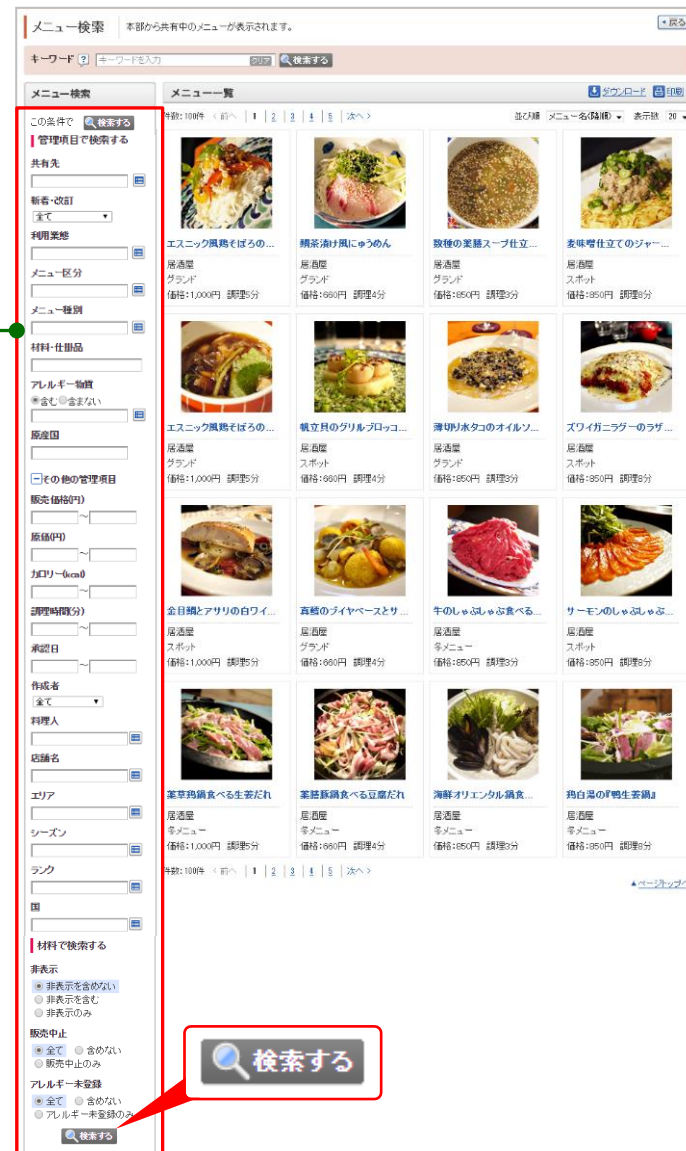 メニュー検索 本部から共有中のメニューが表示されます。 戻る
キーワード ? キーワードを入力 クリア 検索する
メニュー検索
メニュー一覧 ダウンロード 印刷
件数:100件 <前へ | 1 | 2 | 3 | 4 | 5 | 次へ> 並び順 メニュー名(降順) 表示数 20
この条件で 検索する
管理項目で検索する
共有先
新着・改訂
全て
利用業態
メニュー区分
メニュー種別
材料・仕掛品
アレルギー物質
含む 含まない
原産国
その他の管理項目
販売価格(円)
~
原価(円)
~
カロリー(kcal)
~
調理時間(分)
~
承認日
~
作成者
全て
料理人
店舗名
エリア
シーズン
ランク
国
材料で検索する
非表示
非表示を含めない
非表示を含む
非表示のみ
販売中止
全て 含めない
販売中止のみ
アレルギー未登録
全て 含めない
アレルギー未登録のみ
検索する
エスニック風鶏そばろの... 鯛茶漬け風にゅうめん 数種の薬膳スープ仕立... 麦味噌仕立てのジャー...
居酒屋 居酒屋 居酒屋 居酒屋
グランド グランド グランド スポット
価格:1,000円 調理5分 価格:660円 調理4分 価格:850円 調理3分 価格:850円 調理8分
エスニック風鶏そばろの... 帆立貝のグリルブロッコ... 薄切り水タコのオイルソ... ズワイガニラグーのラザ...
居酒屋 居酒屋 居酒屋 居酒屋
グランド スポット グランド スポット
価格:1,000円 調理5分 価格:660円 調理4分 価格:850円 調理3分 価格:850円 調理8分
金目鯛とアサリの白ワイ... 真鱈のブイヤベースとサ... 牛のしゃぶしゃぶ食べる... サーモンのしゃぶしゃぶ...
居酒屋 居酒屋 居酒屋 居酒屋
スポット グランド 冬メニュー スポット
価格:1,000円 調理5分 価格:660円 調理4分 価格:850円 調理3分 価格:850円 調理8分
薬草鶏鍋食べる生姜だれ 薬膳豚鍋食べる豆腐だれ 海鮮オリエンタル鍋食... 鶏白湯の『鴨生姜鍋』
居酒屋 居酒屋 居酒屋 居酒屋
冬メニュー 冬メニュー 冬メニュー 冬メニュー
価格:1,000円 調理5分 価格:660円 調理4分 価格:850円 調理3分 価格:850円 調理8分
件数:100件 <前へ | 1 | 2 | 3 | 4 | 5 | 次へ>
▲ページトップへ
検索する